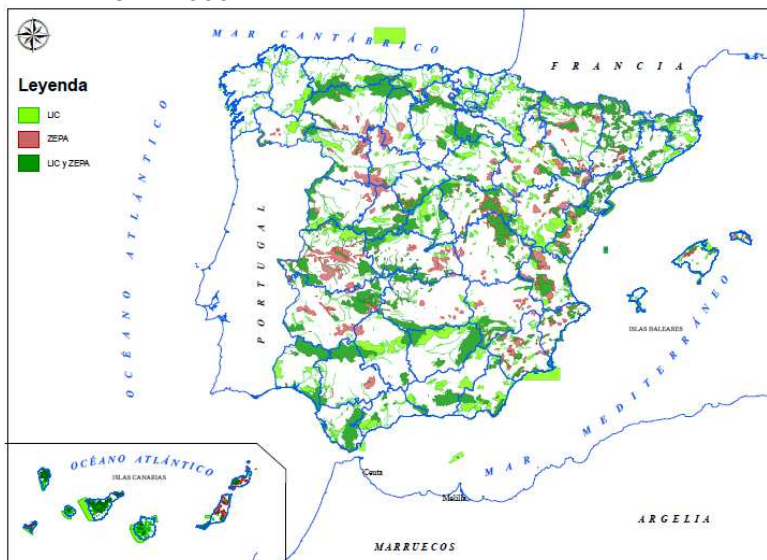 MAR CANTÁBRICO
FRANCIA
Leyenda
LIC
ZEPA
LIC y ZEPA
OCÉANO ATLÁNTICO
PORTUGAL
ISLAS BALEARES
MAR MEDITERRÁNEO
OCÉANO ATLÁNTICO
ISLAS CANARIAS
Ceuta
Melilla
ARGELIA
MARRUECOS